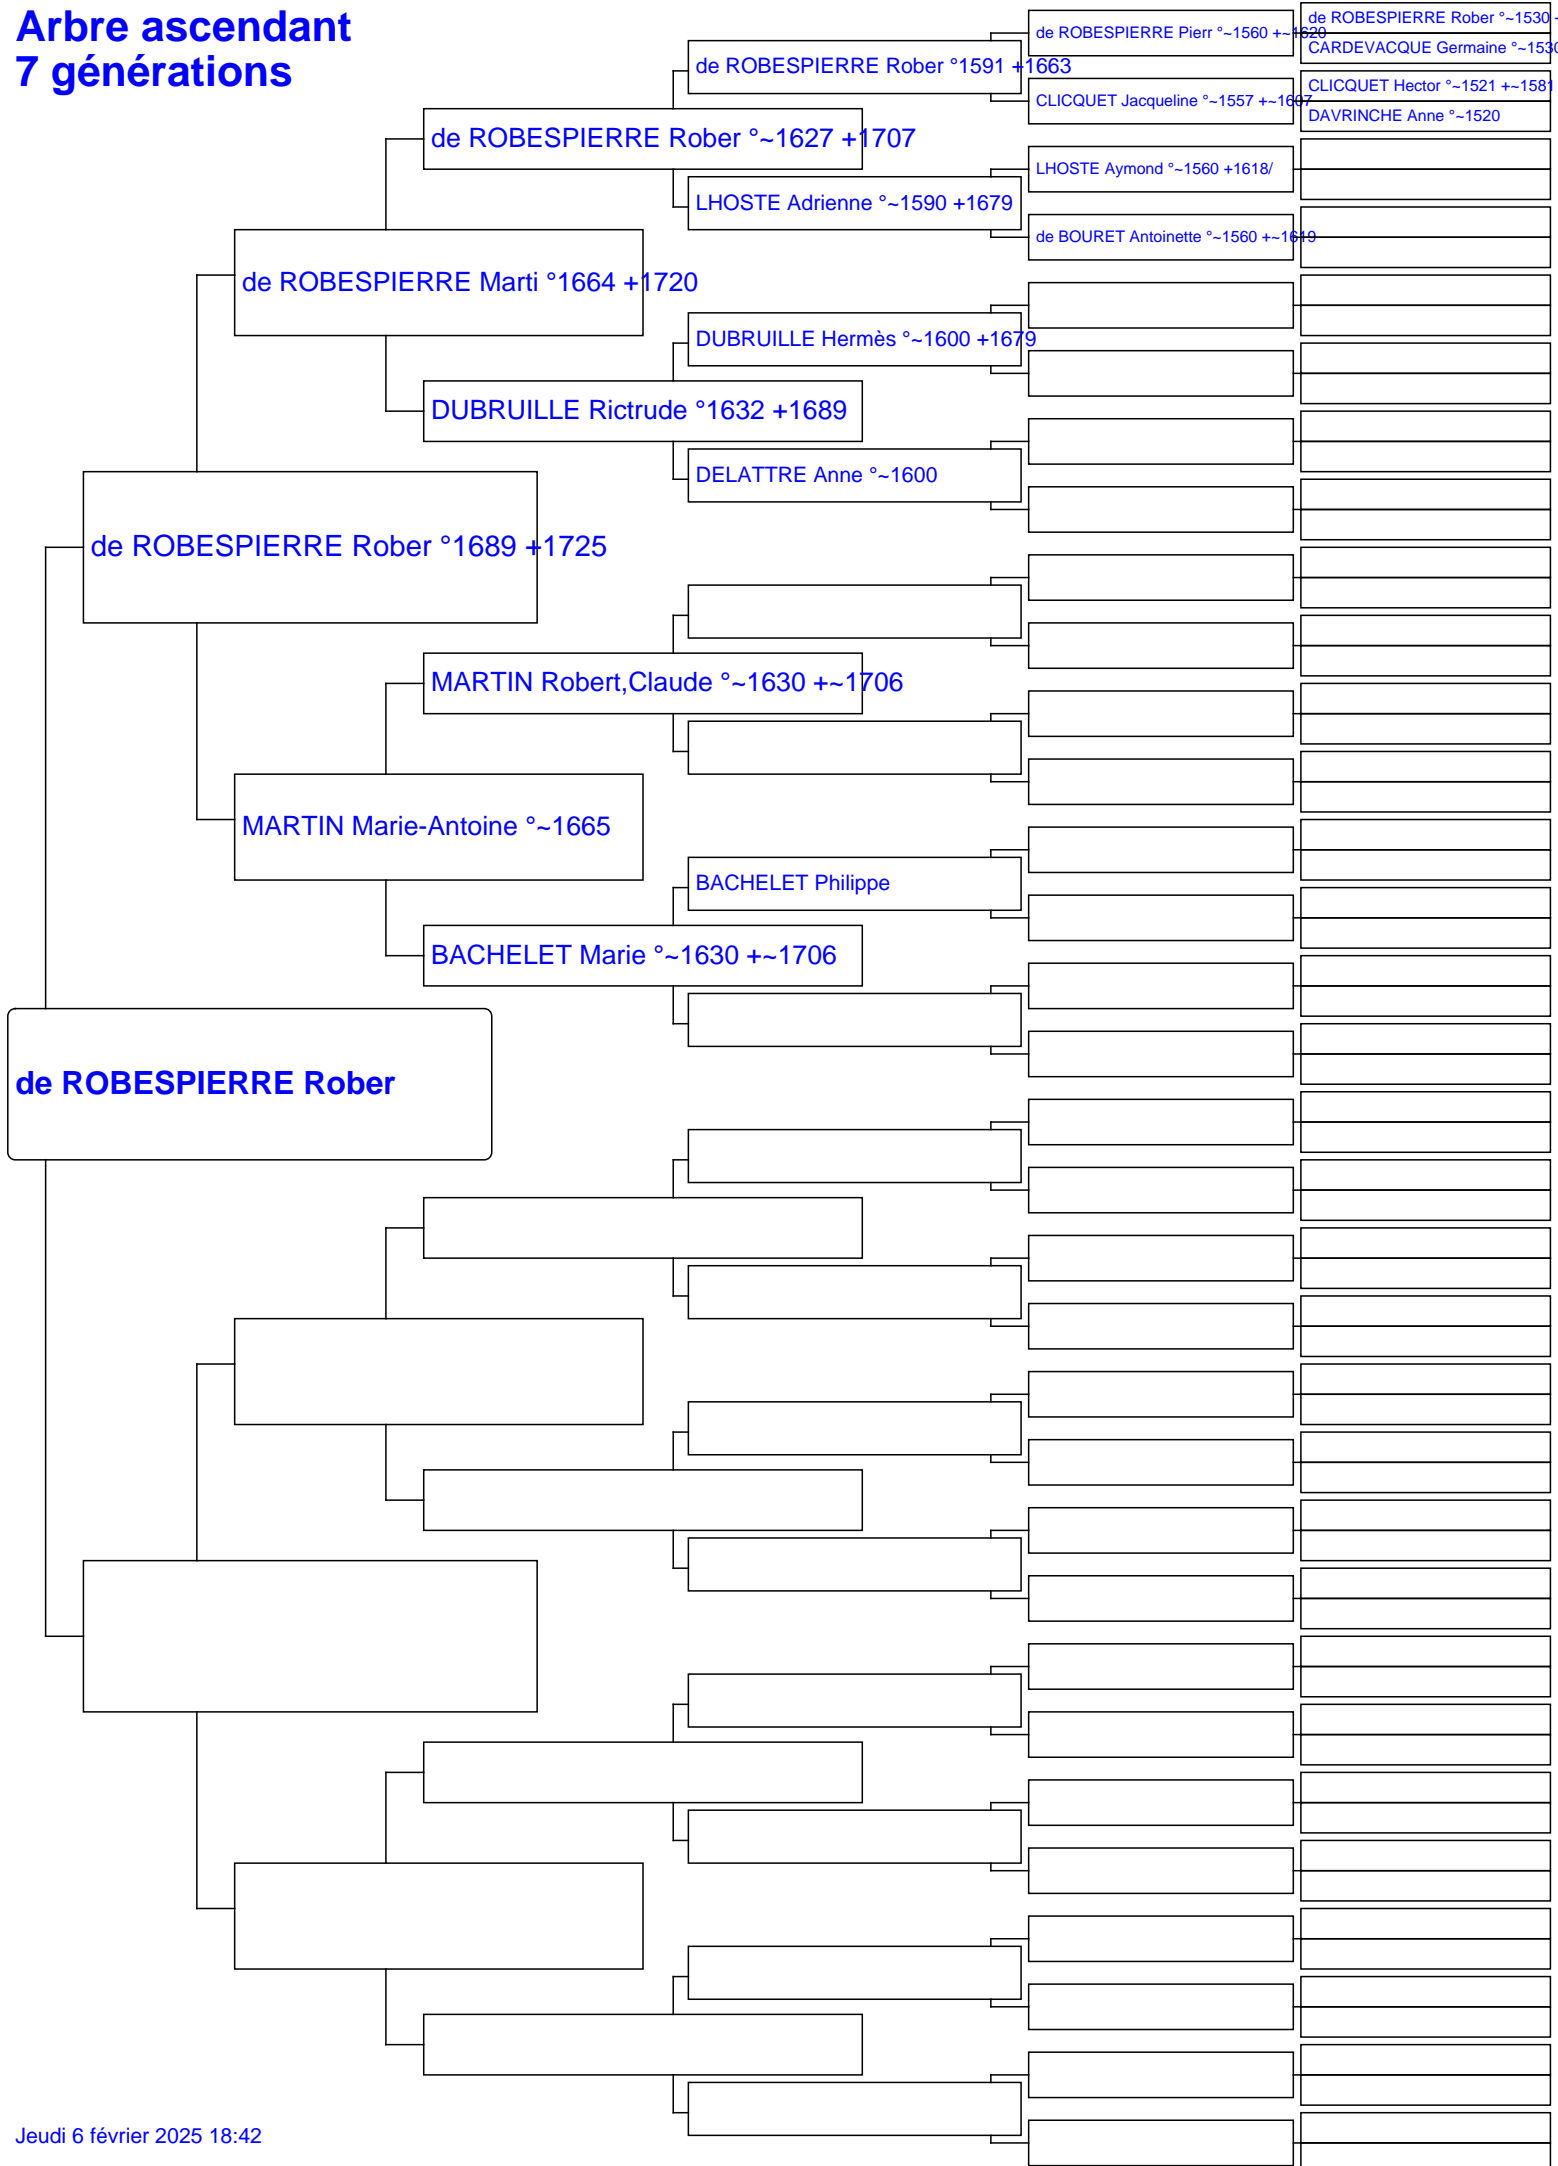 Arbre ascendant
7 générations
de ROBESPIERRE Rober °~1530 +
de ROBESPIERRE Pierr °~1560 +~1620
CARDEVACQUE Germaine °~1530
de ROBESPIERRE Rober °1591 +1663
CLICQUET Hector °~1521 +~1581
CLICQUET Jacqueline °~1557 +~1607
DAVRINCHE Anne °~1520
de ROBESPIERRE Rober °~1627 +1707
LHOSTE Aymond °~1560 +1618/
LHOSTE Adrienne °~1590 +1679
de BOURET Antoinette °~1560 +~1619
de ROBESPIERRE Marti °1664 +1720
DUBRUILLE Hermès °~1600 +1679
DUBRUILLE Rictrude °1632 +1689
DELATTRE Anne °~1600
de ROBESPIERRE Rober °1689 +1725
MARTIN Robert,Claude °~1630 +~1706
MARTIN Marie-Antoine °~1665
BACHELET Philippe
BACHELET Marie °~1630 +~1706
de ROBESPIERRE Rober
Jeudi 6 février 2025 18:42